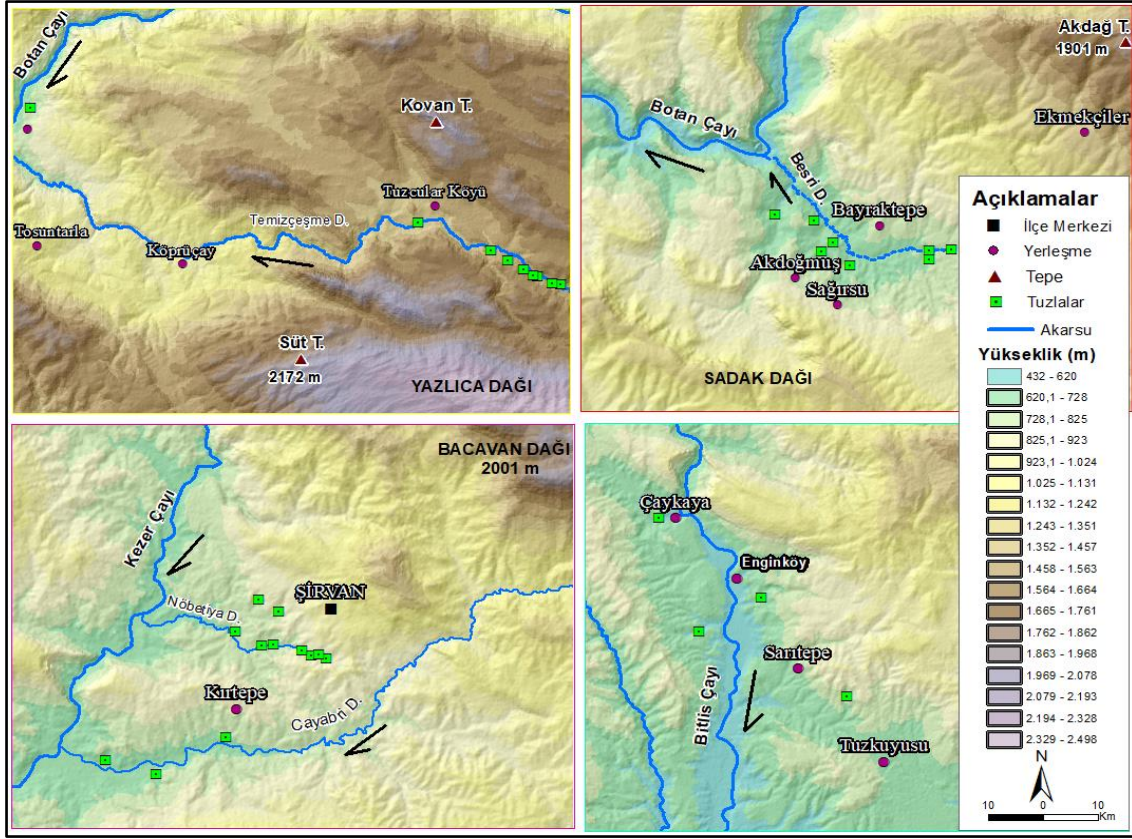 Botan Çayı
Kovan T.
Tuzcular Köyü
Temizçeşme D.
Tosuntarla
Köprüçay
Süt T.
2172 m
YAZLICA DAĞI
Akdağ T.
1901 m
Ekmekçiler
Botan Çayı
Besri D.
Bayraktepe
Akdoğmuş
Sağırsu
SADAK DAĞI
BACAVAN DAĞI
2001 m
Kezer Çayı
ŞİRVAN
Nöbetiya D.
Kırtepe
Cayabri D.
Çaykaya
Enginköy
Sarıtepe
Bitlis Çayı
Tuzkuyusu
Açıklamalar
İlçe Merkezi
Yerleşme
Tepe
Tuzlalar
Akarsu
Yükseklik (m)
432 - 620
620,1 - 728
728,1 - 825
825,1 - 923
923,1 - 1.024
1.025 - 1.131
1.132 - 1.242
1.243 - 1.351
1.352 - 1.457
1.458 - 1.563
1.564 - 1.664
1.665 - 1.761
1.762 - 1.862
1.863 - 1.968
1.969 - 2.078
2.079 - 2.193
2.194 - 2.328
2.329 - 2.498
N
10 0 10
Km